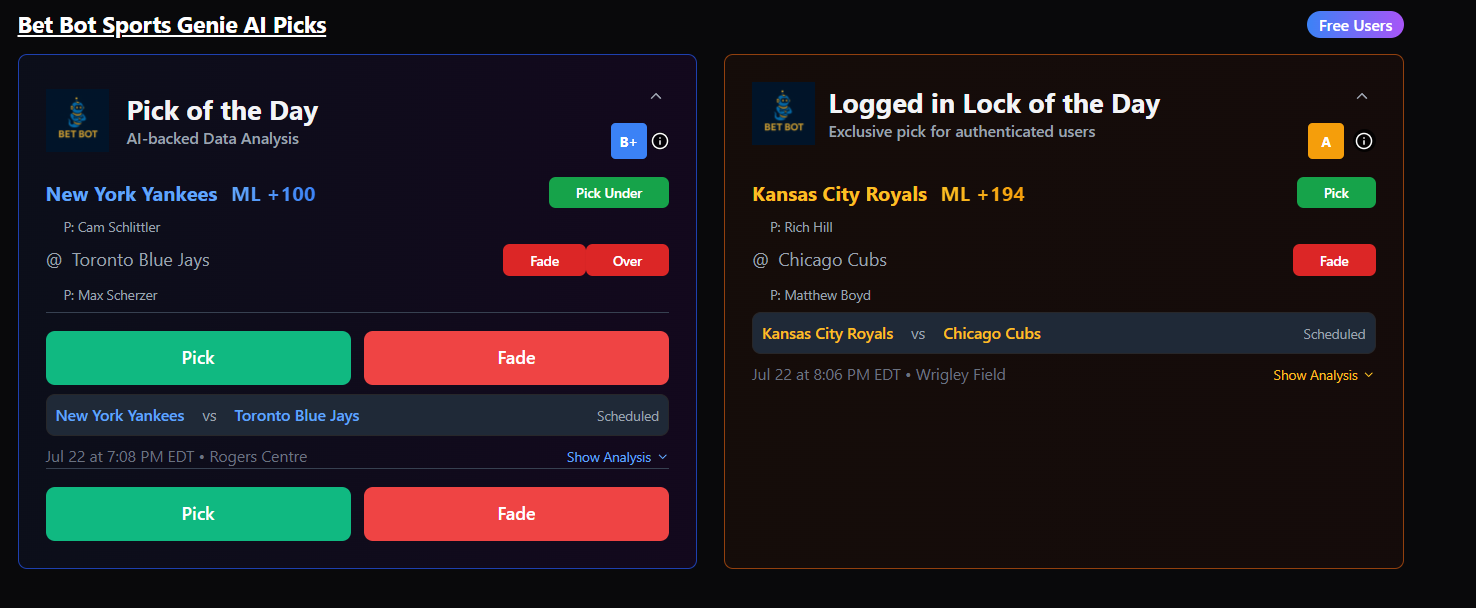 Bet Bot Sports Genie AI Picks
Free Users
BET BOT
Pick of the Day
AI-backed Data Analysis
B+
New York Yankees ML +100
Pick Under
P: Cam Schlittler
@ Toronto Blue Jays
Fade
Over
P: Max Scherzer
Pick
Fade
New York Yankees vs Toronto Blue Jays
Scheduled
Jul 22 at 7:08 PM EDT • Rogers Centre
Show Analysis
Pick
Fade
BET BOT
Logged in Lock of the Day
Exclusive pick for authenticated users
A
Kansas City Royals ML +194
Pick
P: Rich Hill
@ Chicago Cubs
Fade
P: Matthew Boyd
Kansas City Royals vs Chicago Cubs
Scheduled
Jul 22 at 8:06 PM EDT • Wrigley Field
Show Analysis